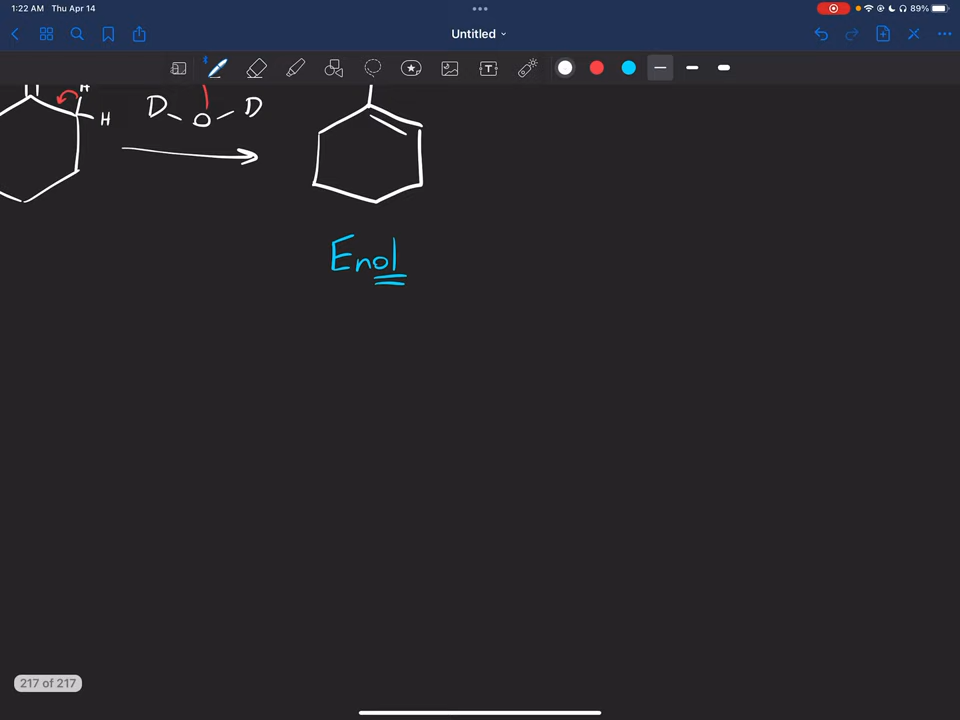 1:22 AM Thu Apr 14
89%
Untitled
T
H
H
D O D
Enol
217 of 217